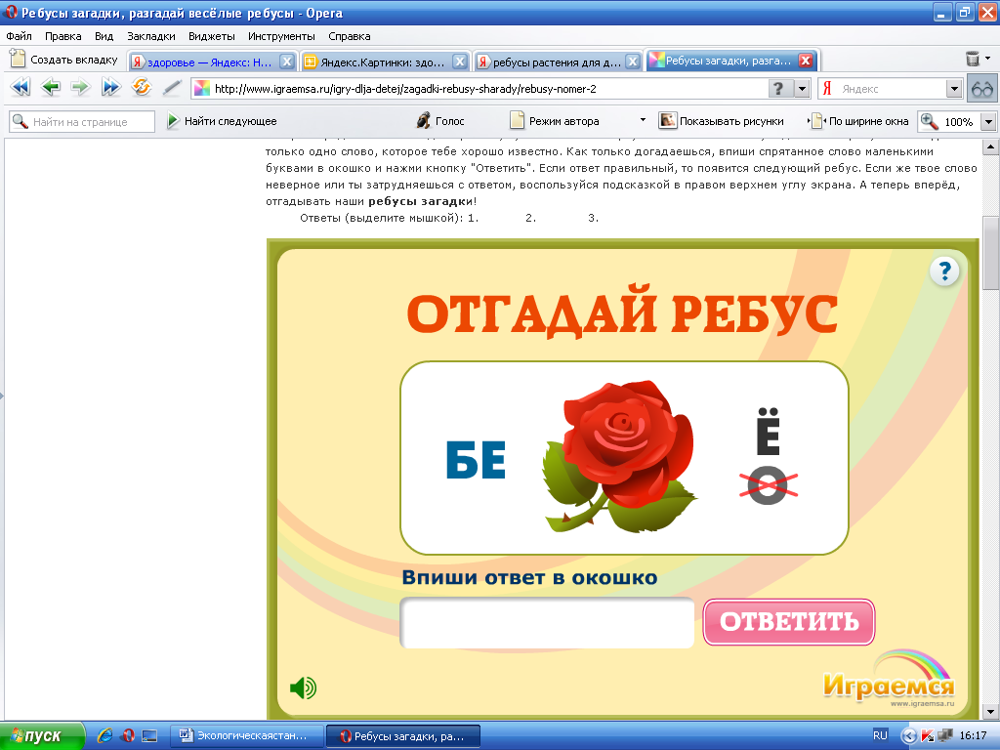 Ребусы загадки, разгадай весёлые ребусы - Opera
Файл Правка Вид Закладки Виджеты Инструменты Справка
Создать вкладку здоровье — Яндекс: Н... Яндекс.Картинки: здо... ребусы растения для д... Ребусы загадки, разга...
http://www.igraemsa.ru/igry-dlja-detej/zagadki-rebusy-sharady/rebusy-nomer-2 ? Я Яндекс
Найти на странице Найти следующее Голос Режим автора Показывать рисунки По ширине окна 100%
только одно слово, которое тебе хорошо известно. Как только догадаешься, впиши спрятанное слово маленькими
буквами в окошко и нажми кнопку "Ответить". Если ответ правильный, то появится следующий ребус. Если же твое слово
неверное или ты затрудняешься с ответом, воспользуйся подсказкой в правом верхнем углу экрана. А теперь вперёд,
отгадывать наши ребусы загадки!
Ответы (выделите мышкой): 1. 2. 3.
?
ОТГАДАЙ РЕБУС
Ё
БЕ
О
Впиши ответ в окошко
ОТВЕТИТЬ
Играемся
www.igraemsa.ru
пуск Экологическаястан... Ребусы загадки, ра... RU 16:17